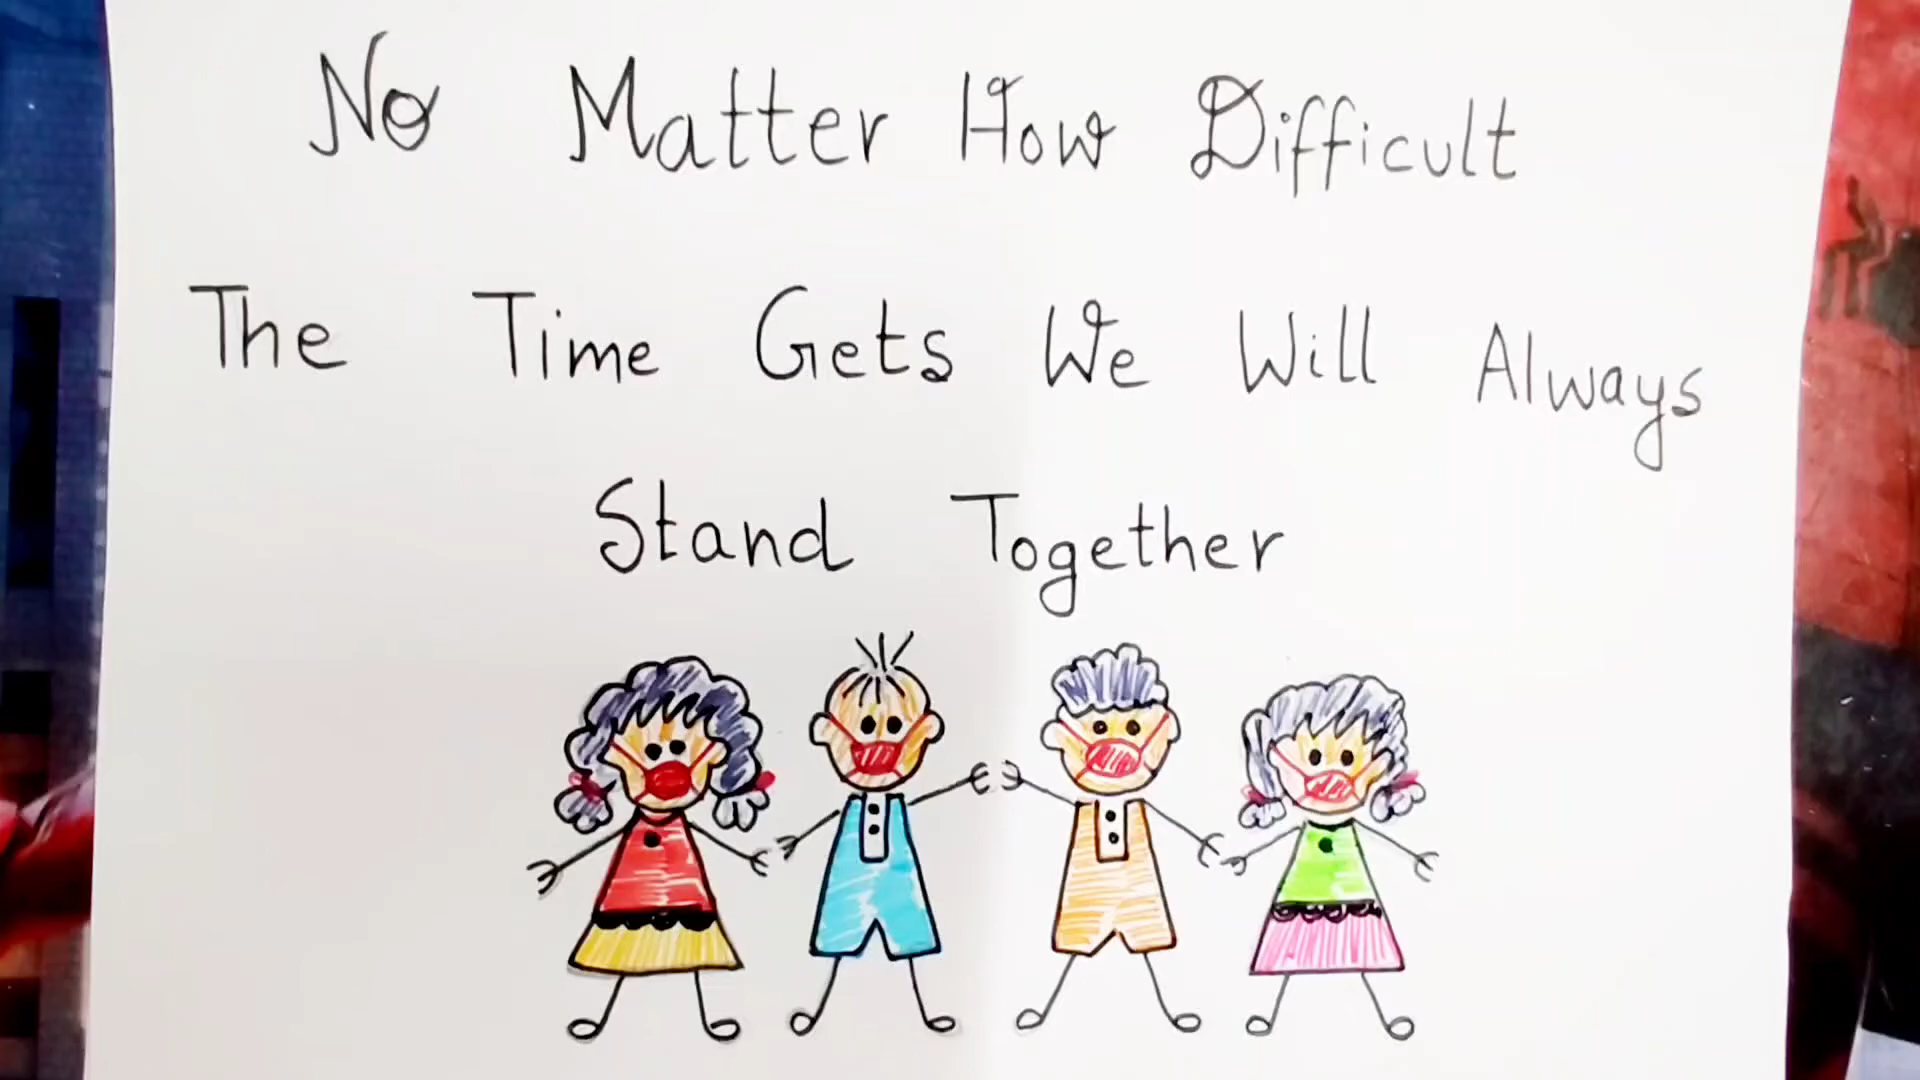 No Matter How Difficult
The Time Gets We Will Always
Stand Together